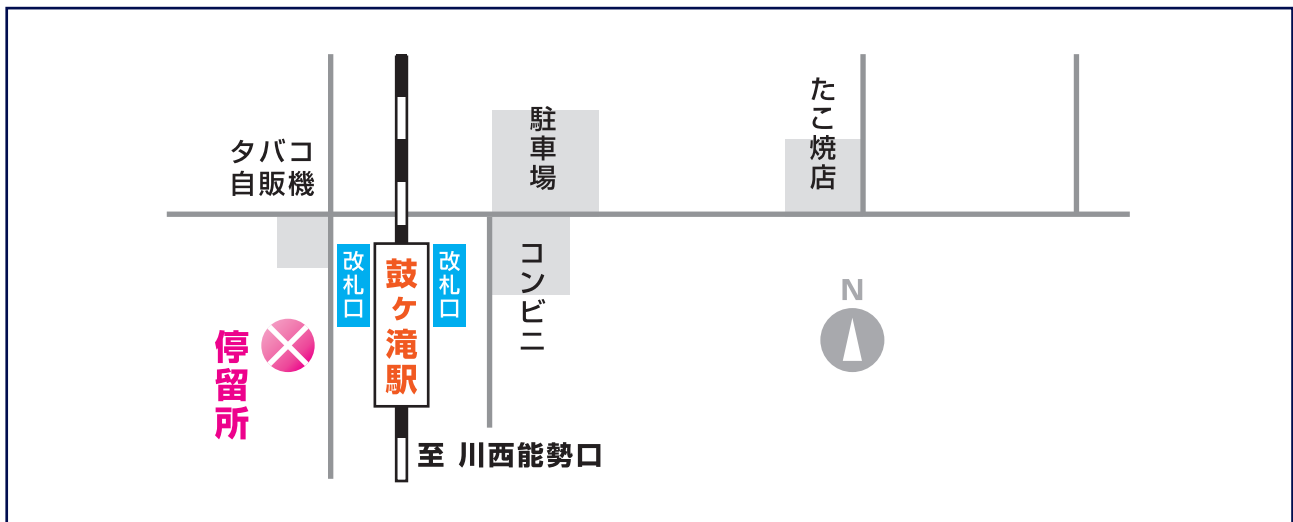 タバコ
自販機
駐車場
たこ焼店
改札口
鼓ヶ滝駅
改札口
コンビニ
N
停留所
至 川西能勢口